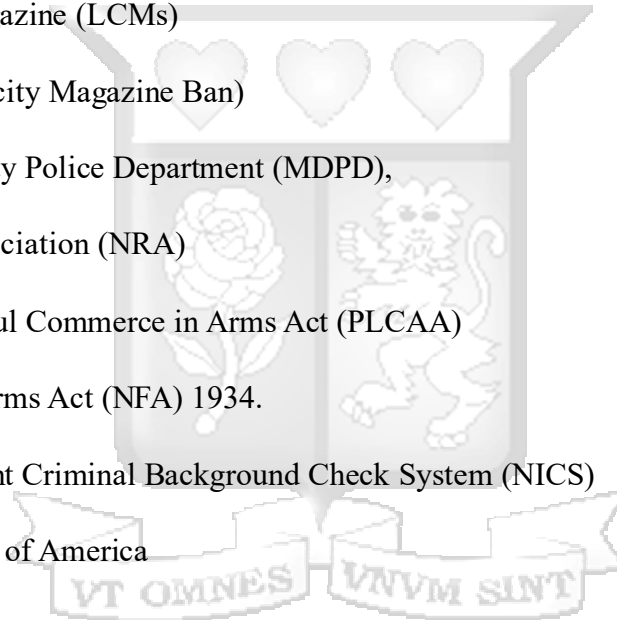 azine (LCMs)
city Magazine Ban)
y Police Department (MDPD),
ciation (NRA)
ul Commerce in Arms Act (PLCAA)
rms Act (NFA) 1934.
nt Criminal Background Check System (NICS)
of America
VT OMNES VNVM SINT